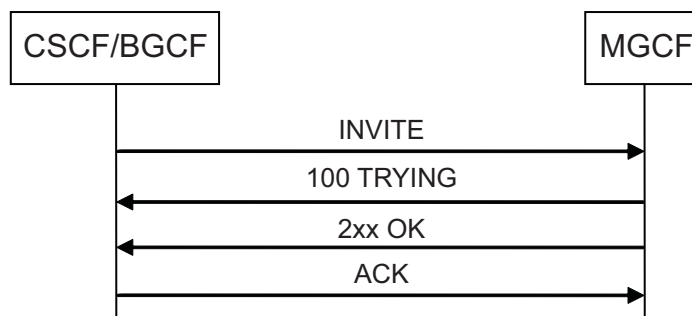 CSCF/BGCF
MGCF
INVITE
100 TRYING
2xx OK
ACK